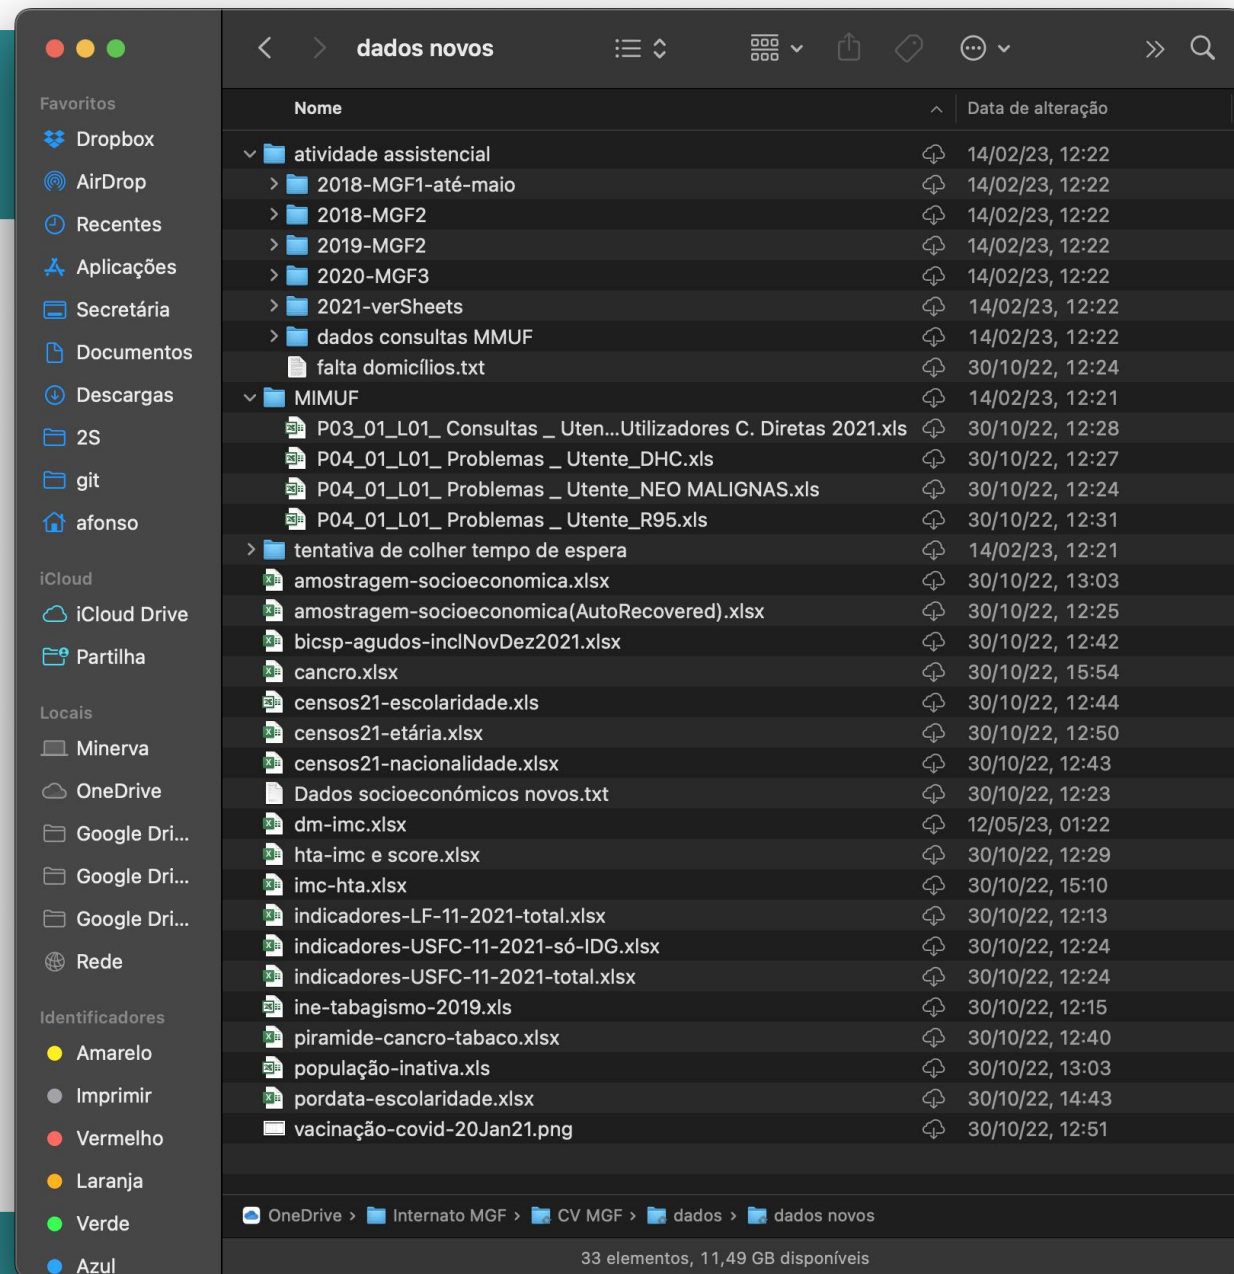 dados novos
Favoritos
Dropbox
AirDrop
Recentes
Aplicações
Secretária
Documentos
Descargas
2S
git
afonso
iCloud
iCloud Drive
Partilha
Locais
Minerva
OneDrive
Google Dri...
Google Dri...
Google Dri...
Rede
Identificadores
Amarelo
Imprimir
Vermelho
Laranja
Verde
Azul
Nome Data de alteração
atividade assistencial 14/02/23, 12:22
2018-MGF1-até-maio 14/02/23, 12:22
2018-MGF2 14/02/23, 12:22
2019-MGF2 14/02/23, 12:22
2020-MGF3 14/02/23, 12:22
2021-verSheets 14/02/23, 12:22
dados consultas MMUF 14/02/23, 12:22
falta domicílios.txt 30/10/22, 12:24
MIMUF 14/02/23, 12:21
P03_01_L01_ Consultas _ Uten...Utilizadores C. Diretas 2021.xls 30/10/22, 12:28
P04_01_L01_ Problemas _ Utente_DHC.xls 30/10/22, 12:27
P04_01_L01_ Problemas _ Utente_NEO MALIGNAS.xls 30/10/22, 12:24
P04_01_L01_ Problemas _ Utente_R95.xls 30/10/22, 12:31
tentativa de colher tempo de espera 14/02/23, 12:21
amostragem-socioeconomica.xlsx 30/10/22, 13:03
amostragem-socioeconomica(AutoRecovered).xlsx 30/10/22, 12:25
bicsp-agudos-inclNovDez2021.xlsx 30/10/22, 12:42
cancro.xlsx 30/10/22, 15:54
censos21-escolaridade.xls 30/10/22, 12:44
censos21-etária.xlsx 30/10/22, 12:50
censos21-nacionalidade.xlsx 30/10/22, 12:43
Dados socioeconómicos novos.txt 30/10/22, 12:23
dm-imc.xlsx 12/05/23, 01:22
hta-imc e score.xlsx 30/10/22, 12:29
imc-hta.xlsx 30/10/22, 15:10
indicadores-LF-11-2021-total.xlsx 30/10/22, 12:13
indicadores-USFC-11-2021-só-IDG.xlsx 30/10/22, 12:24
indicadores-USFC-11-2021-total.xlsx 30/10/22, 12:24
ine-tabagismo-2019.xls 30/10/22, 12:15
piramide-cancro-tabaco.xlsx 30/10/22, 12:40
população-inativa.xls 30/10/22, 13:03
pordata-escolaridade.xlsx 30/10/22, 14:43
vacinação-covid-20Jan21.png 30/10/22, 12:51
OneDrive › Internato MGF › CV MGF › dados › dados novos
33 elementos, 11,49 GB disponíveis